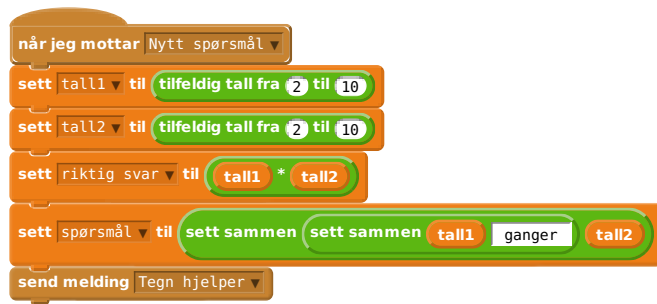 når jeg mottar Nytt spørsmål
sett tall1 til tilfeldig tall fra 2 til 10
sett tall2 til tilfeldig tall fra 2 til 10
sett riktig svar til tall1 * tall2
sett spørsmål til sett sammen sett sammen tall1 ganger tall2
send melding Tegn hjelper